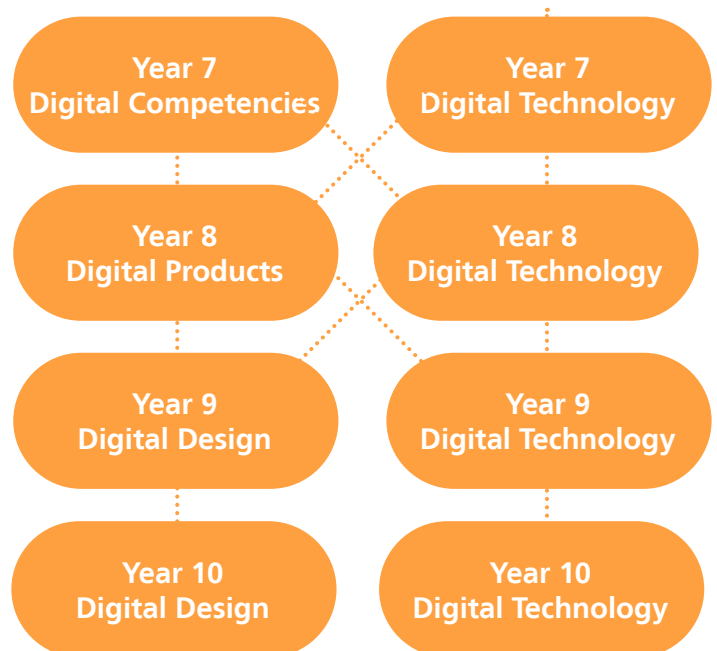 Year 7
Digital Competencies
Year 7
Digital Technology
Year 8
Digital Products
Year 8
Digital Technology
Year 9
Digital Design
Year 9
Digital Technology
Year 10
Digital Design
Year 10
Digital Technology